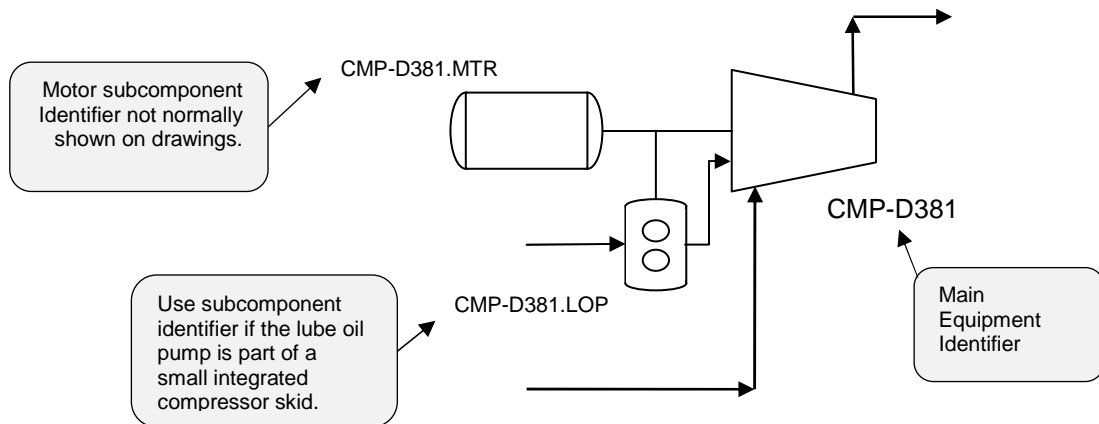 CMP-D381.MTR
Motor subcomponent
Identifier not normally
shown on drawings.
CMP-D381
CMP-D381.LOP
Use subcomponent
identifier if the lube oil
pump is part of a
small integrated
compressor skid.
Main
Equipment
Identifier